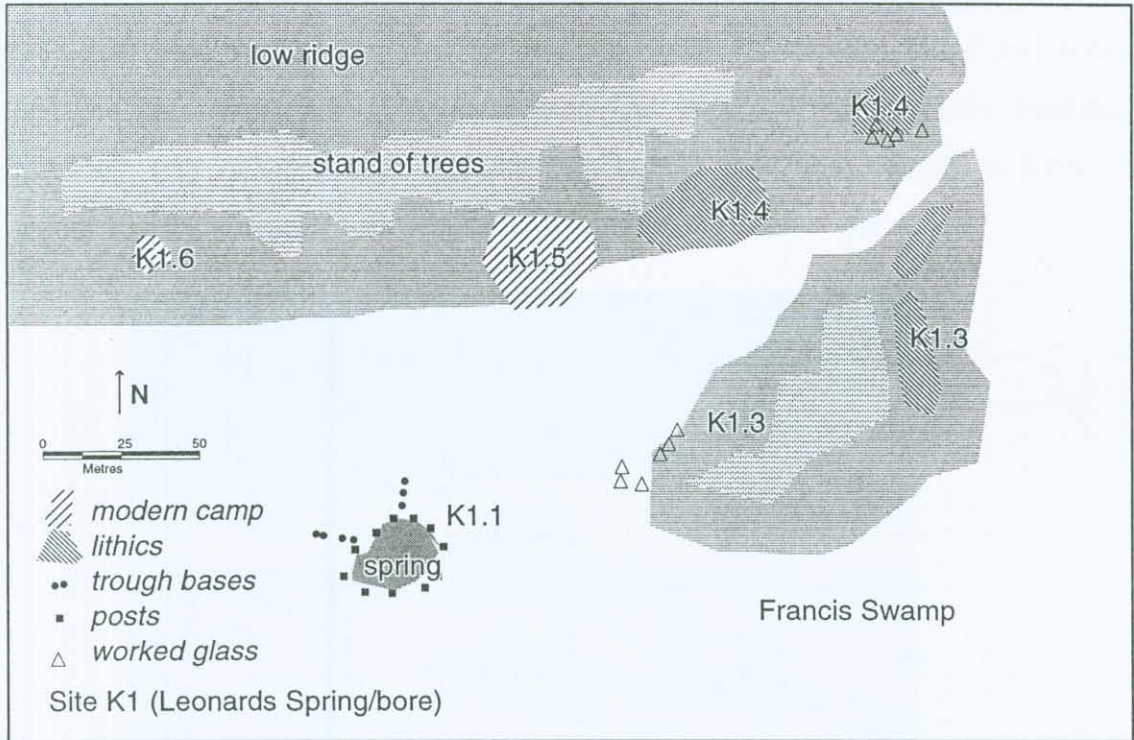 low ridge
K1.4
stand of trees
K1.4
K1.6
K1.5
K1.3
N
0 25 50
Metres
K1.3
K1.1
modern camp
lithics
spring
trough bases
posts
Francis Swamp
worked glass
Site K1 (Leonards Spring/bore)